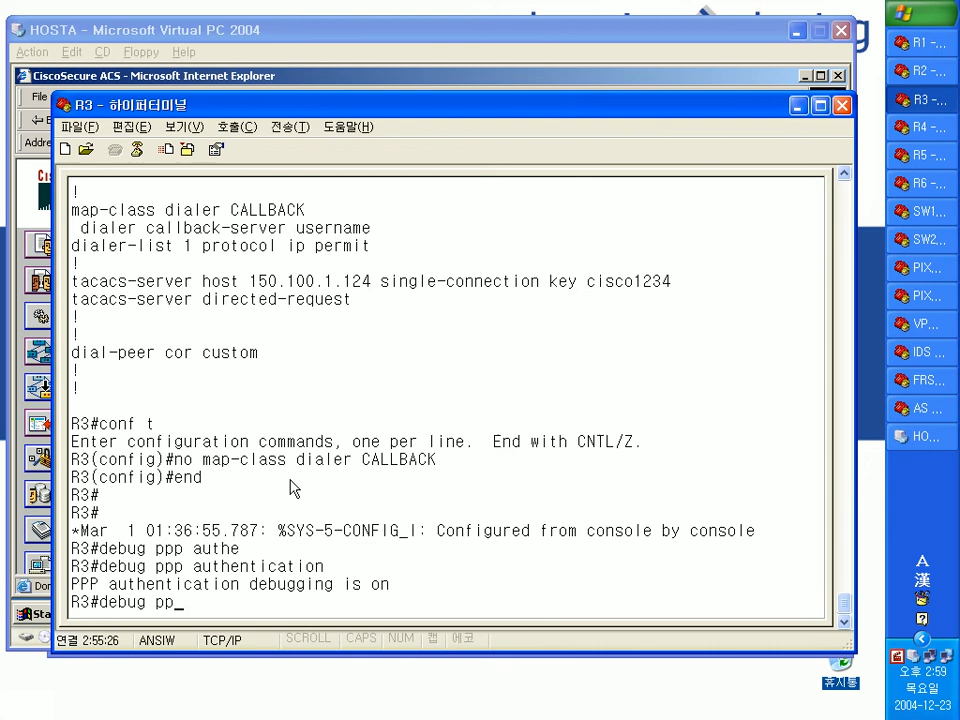 HOSTA - Microsoft Virtual PC 2004
Action Edit CD Floppy Help
CiscoSecure ACS - Microsoft Internet Explorer
File
Addre
R3 - 하이퍼터미널
파일(F) 편집(E) 보기(V) 호출(C) 전송(T) 도움말(H)
!
map-class dialer CALLBACK
dialer callback-server username
dialer-list 1 protocol ip permit
!
tacacs-server host 150.100.1.124 single-connection key cisco1234
tacacs-server directed-request
!
!
dial-peer cor custom
!
!
R3#conf t
Enter configuration commands, one per line. End with CNTL/Z.
R3(config)#no map-class dialer CALLBACK
R3(config)#end
R3#
R3#
*Mar 1 01:36:55.787: %SYS-5-CONFIG_I: Configured from console by console
R3#debug ppp authe
R3#debug ppp authentication
PPP authentication debugging is on
R3#debug pp_
연결 2:55:26 ANSIW TCP/IP SCROLL CAPS NUM 캡 에코
Don
Sta
R1 -...
R2 -...
R3 -...
R4 -...
R5 -...
R6 -...
SW1...
SW2...
PIX...
PIX...
VP...
IDS ...
FRS...
AS ...
HO...
A
漢
오후 2:59
목요일
2004-12-23
휴지통